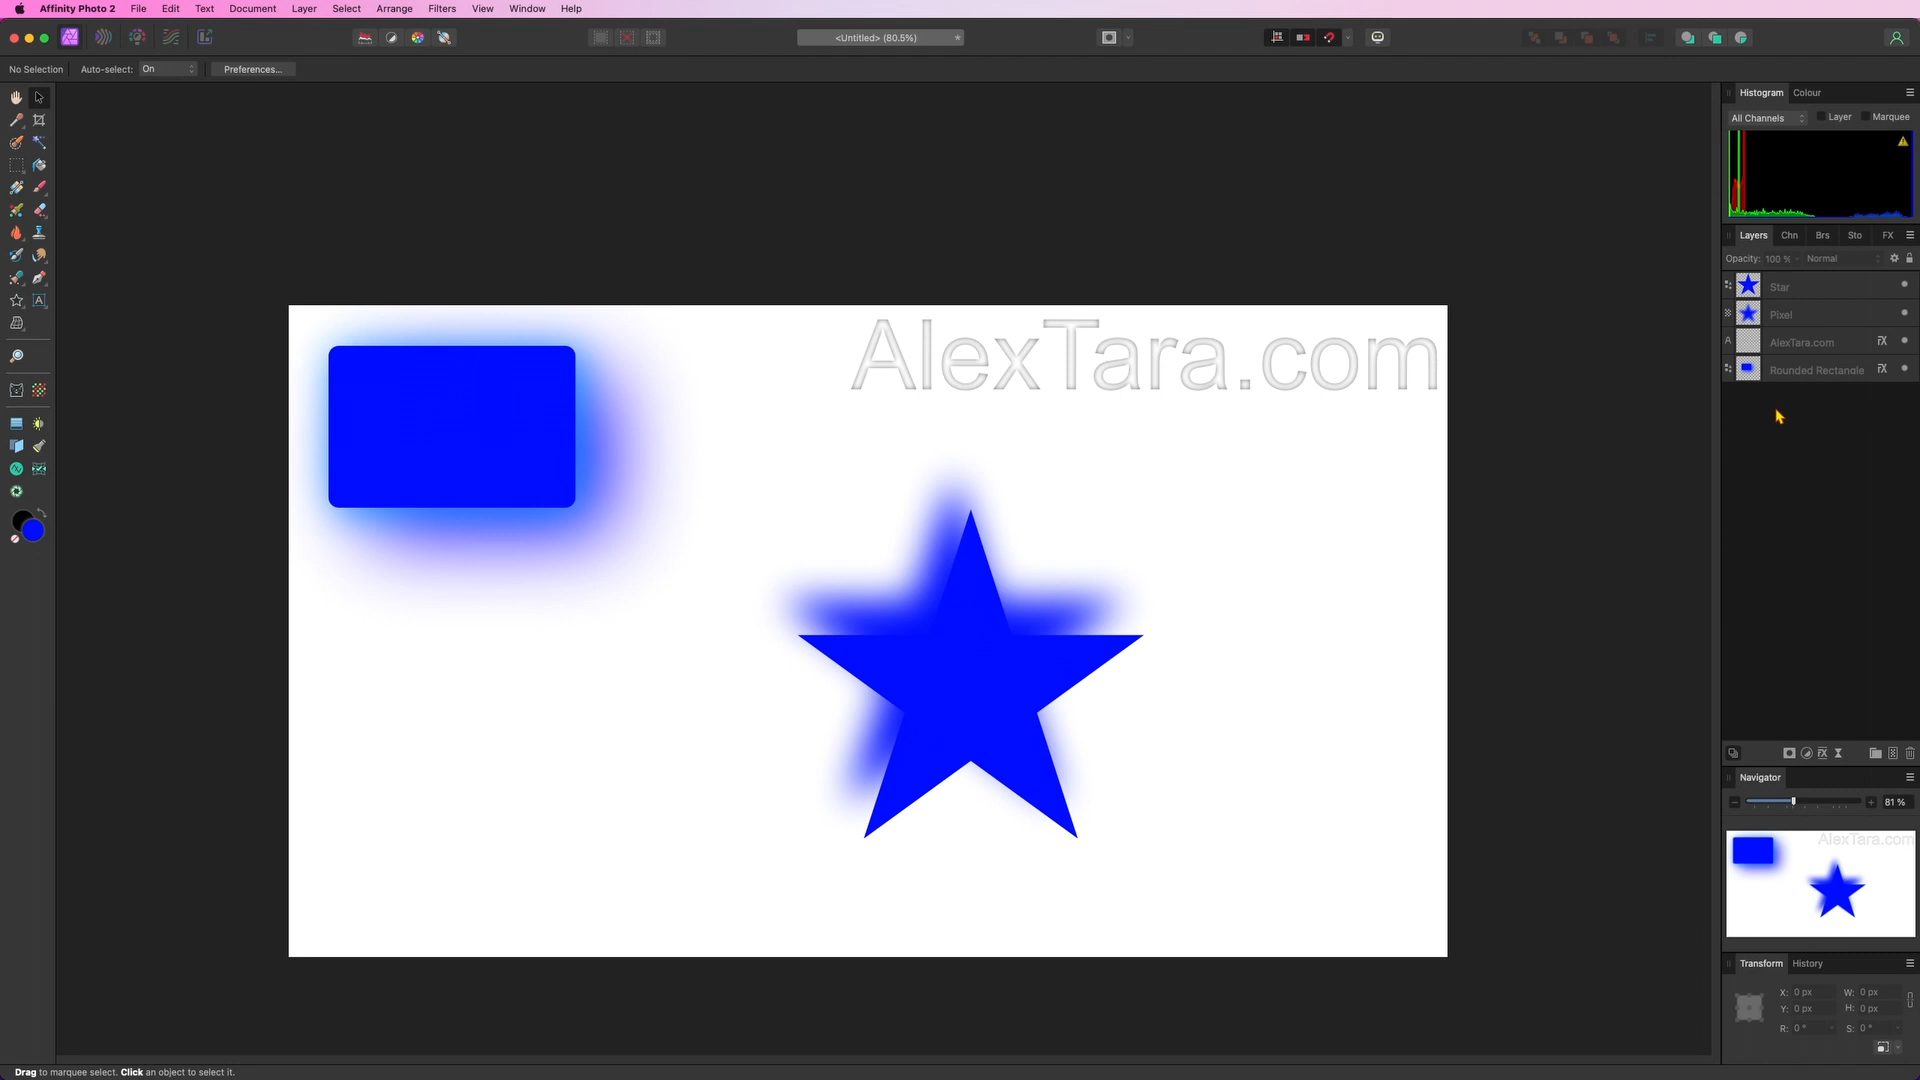 Affinity Photo 2 File Edit Text Document Layer Select Arrange Filters View Window Help
<Untitled> (80.5%)
No Selection Auto-select: On Preferences...
Histogram Colour
All Channels Layer Marquee
Layers Chn Brs Sto FX
Opacity: 100 % Normal
Star
Pixel
A AlexTara.com fX
Rounded Rectangle fX
AlexTara.com
Navigator
81 %
AlexTara.com
Transform History
X: 0 px W: 0 px
Y: 0 px H: 0 px
R: 0 ° S: 0 °
Drag to marquee select. Click an object to select it.